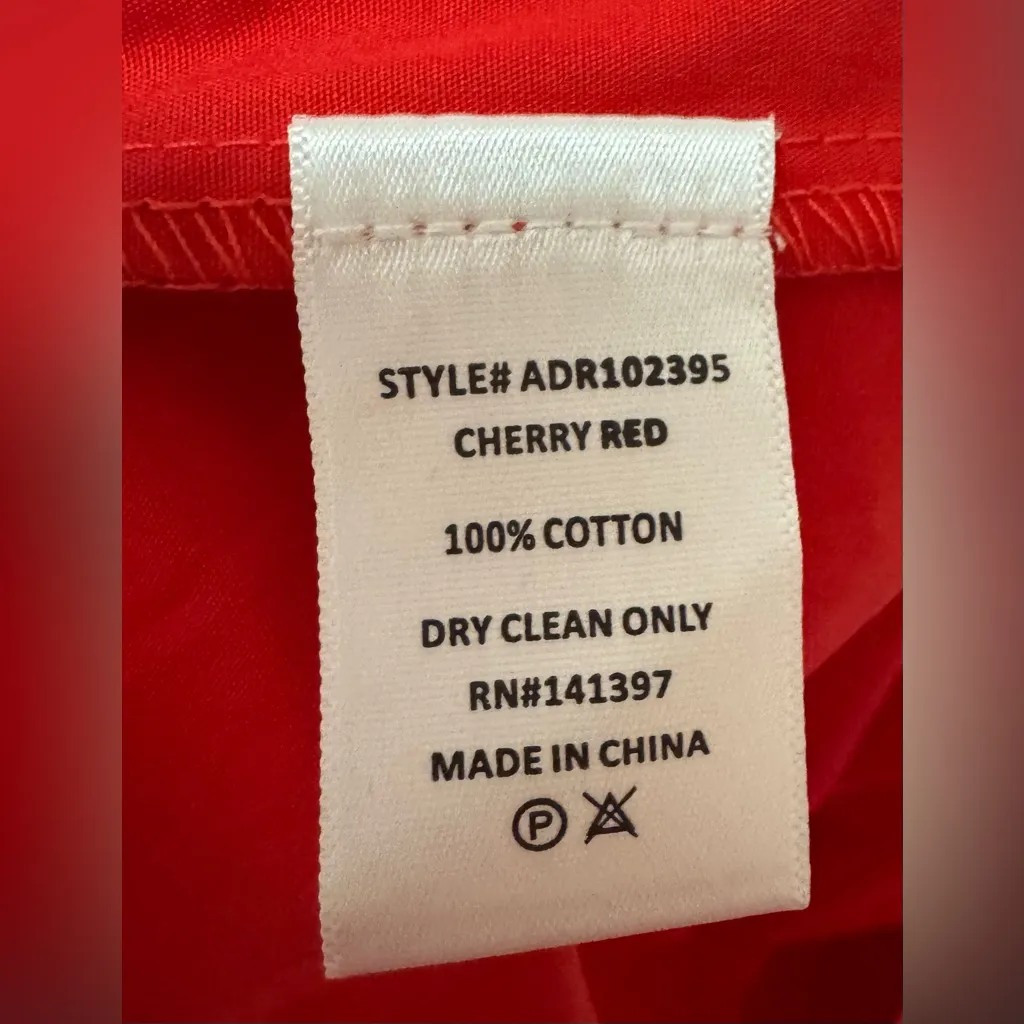 STYLE# ADR102395
CHERRY RED
100% COTTON
DRY CLEAN ONLY
RN#141397
MADE IN CHINA
P